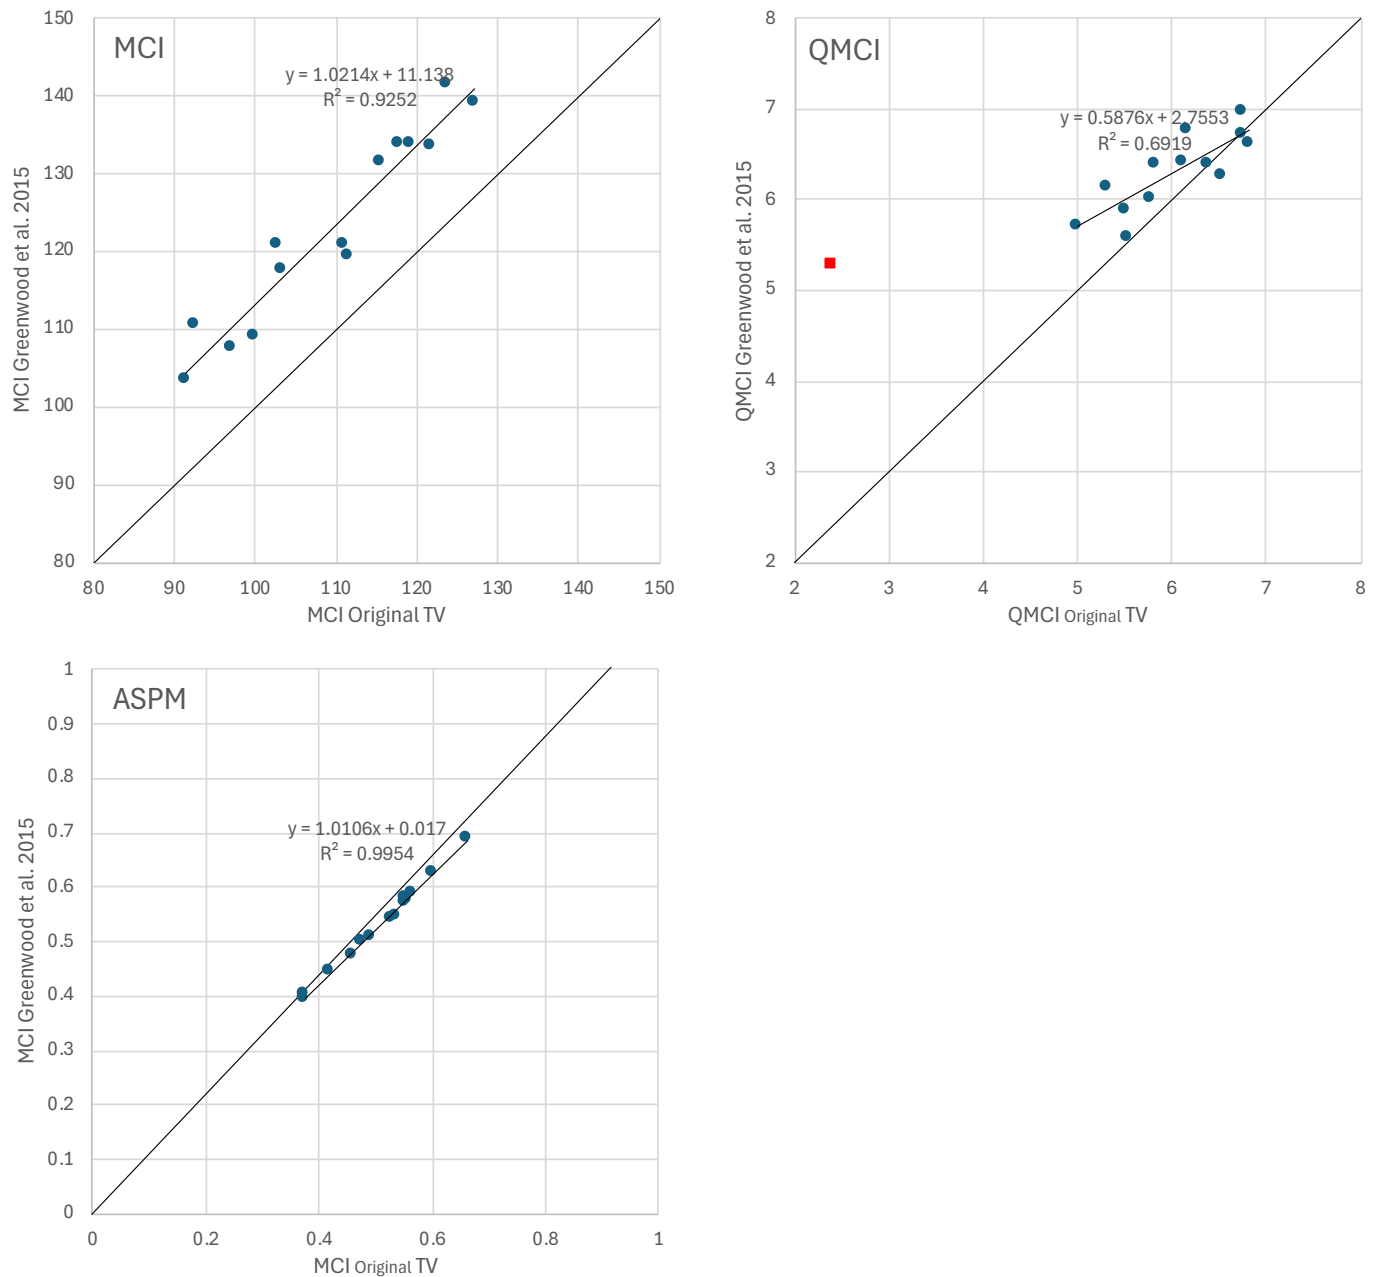 MCI
y = 1.0214x + 11.138
R² = 0.9252
150
140
130
120
110
100
90
80
80 90 100 110 120 130 140 150
MCI Greenwood et al. 2015
MCI Original TV
QMCI
y = 0.5876x + 2.7553
R² = 0.6919
8
7
6
5
4
3
2
2 3 4 5 6 7 8
QMCI Greenwood et al. 2015
QMCI Original TV
ASPM
y = 1.0106x + 0.017
R² = 0.9954
1
0.9
0.8
0.7
0.6
0.5
0.4
0.3
0.2
0.1
0
0 0.2 0.4 0.6 0.8 1
MCI Greenwood et al. 2015
MCI Original TV